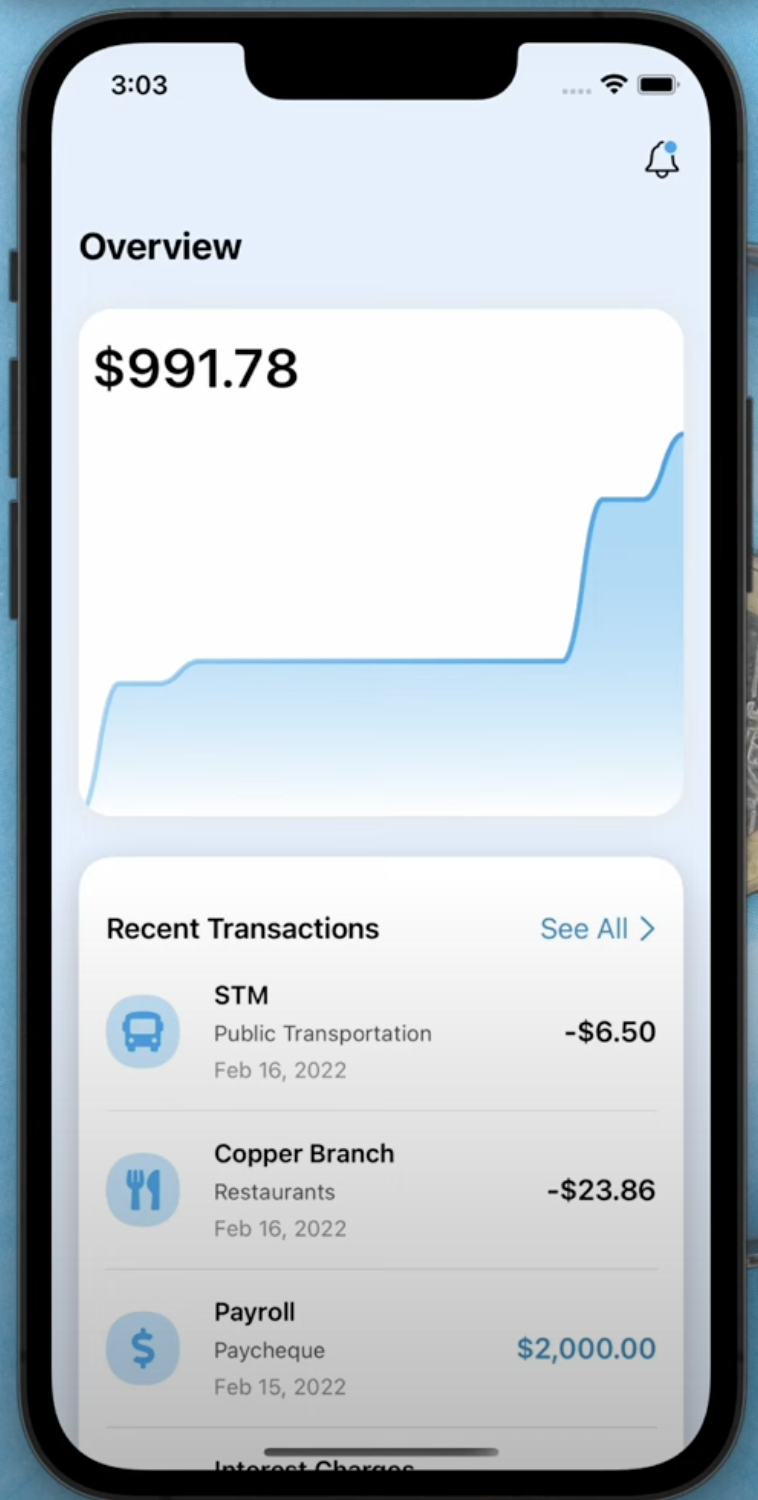 3:03
Overview
$991.78
Recent Transactions
See All
STM
Public Transportation
Feb 16, 2022
-$6.50
Copper Branch
Restaurants
Feb 16, 2022
-$23.86
Payroll
Paycheque
Feb 15, 2022
$2,000.00
Interest Charges